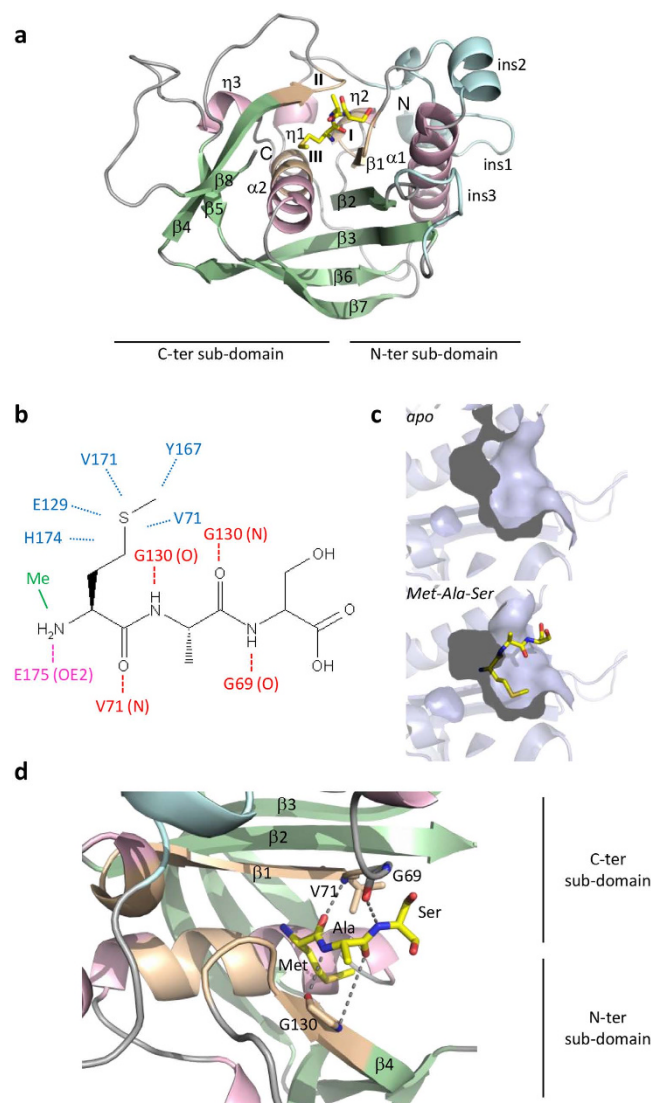 a
II
η3
ins2
η2
N
I
η1
III
C
β1
α1
ins1
β8
α2
ins3
β2
β5
β4
β3
β6
β7
C-ter sub-domain
N-ter sub-domain
b
c
apo
V171
Y167
E129
S
V71
H174
G130 (N)
Me
G130 (O)
OH
O
Met-Ala-Ser
H
N
O
H₂N
N
H
OH
O
E175 (OE2)
G69 (O)
V71 (N)
d
β3
β2
β1
G69
V71
C-ter
sub-domain
Ser
Ala
Met
G130
N-ter
sub-domain
β4